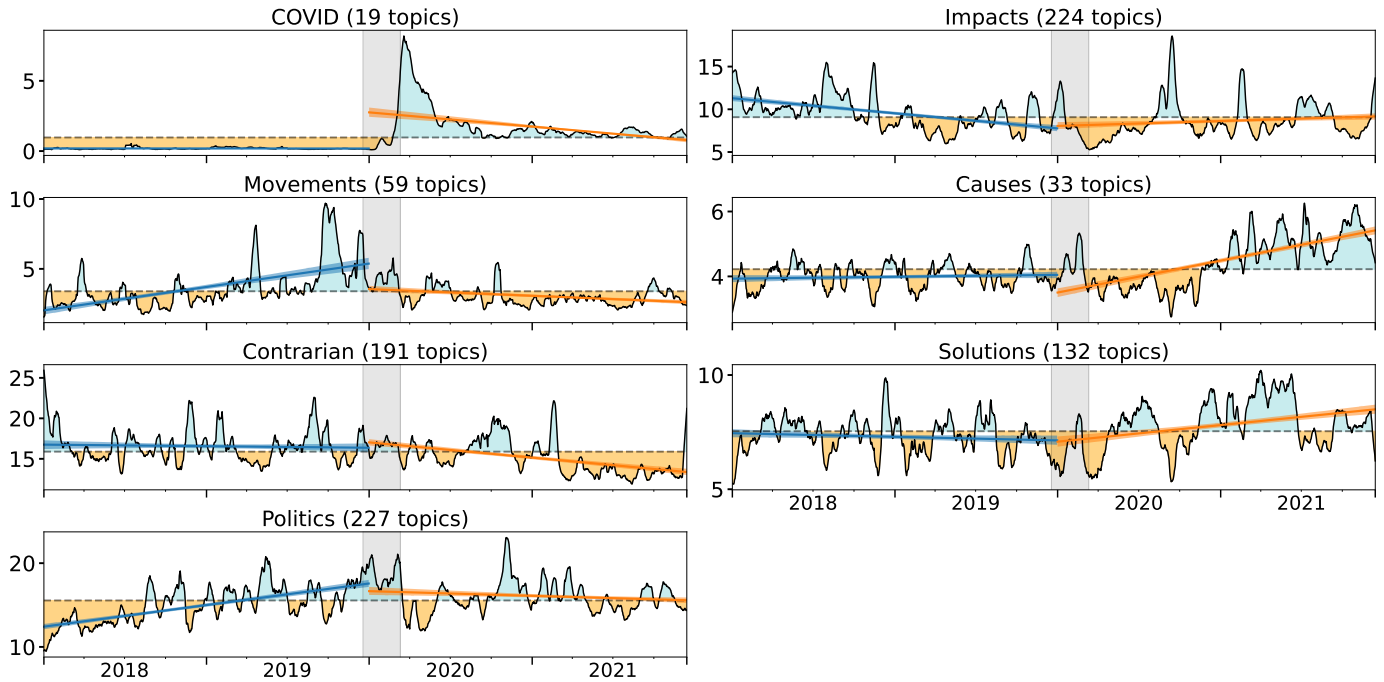 COVID (19 topics)
5
0
Impacts (224 topics)
15
10
5
Movements (59 topics)
10
5
Causes (33 topics)
6
4
Contrarian (191 topics)
25
20
15
Solutions (132 topics)
10
5
2018 2019 2020 2021
Politics (227 topics)
20
10
2018 2019 2020 2021